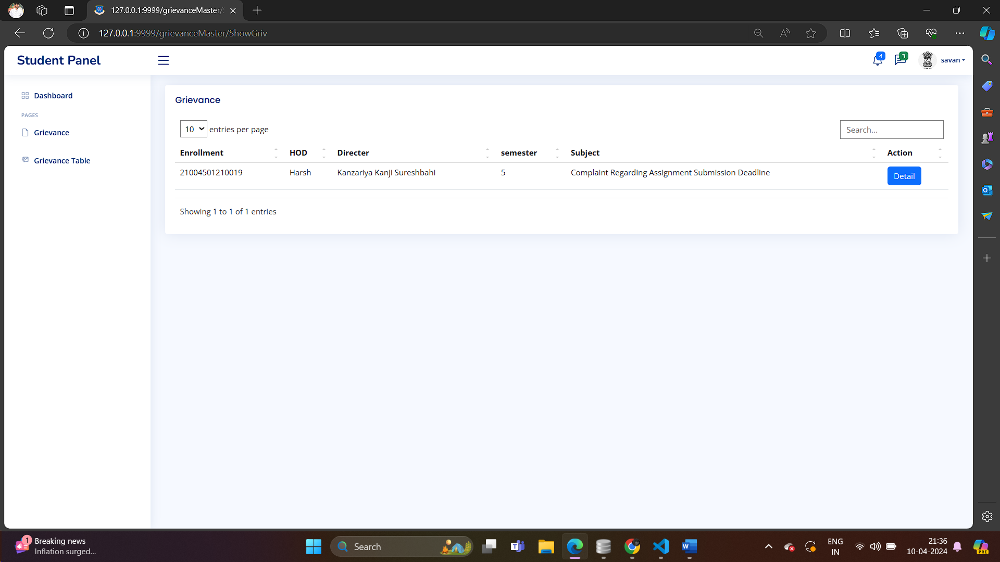 127.0.0.1:9999/grievanceMaster/
127.0.0.1:9999/grievanceMaster/ShowGriv
Student Panel
4
3
savan
Dashboard
PAGES
Grievance
Grievance Table
Grievance
10 entries per page
Search...
Enrollment HOD Directer semester Subject Action
21004501210019 Harsh Kanzariya Kanji Sureshbahi 5 Complaint Regarding Assignment Submission Deadline Detail
Showing 1 to 1 of 1 entries
1
Breaking news
Inflation surged...
Search
ENG
IN
21:36
10-04-2024
PRE